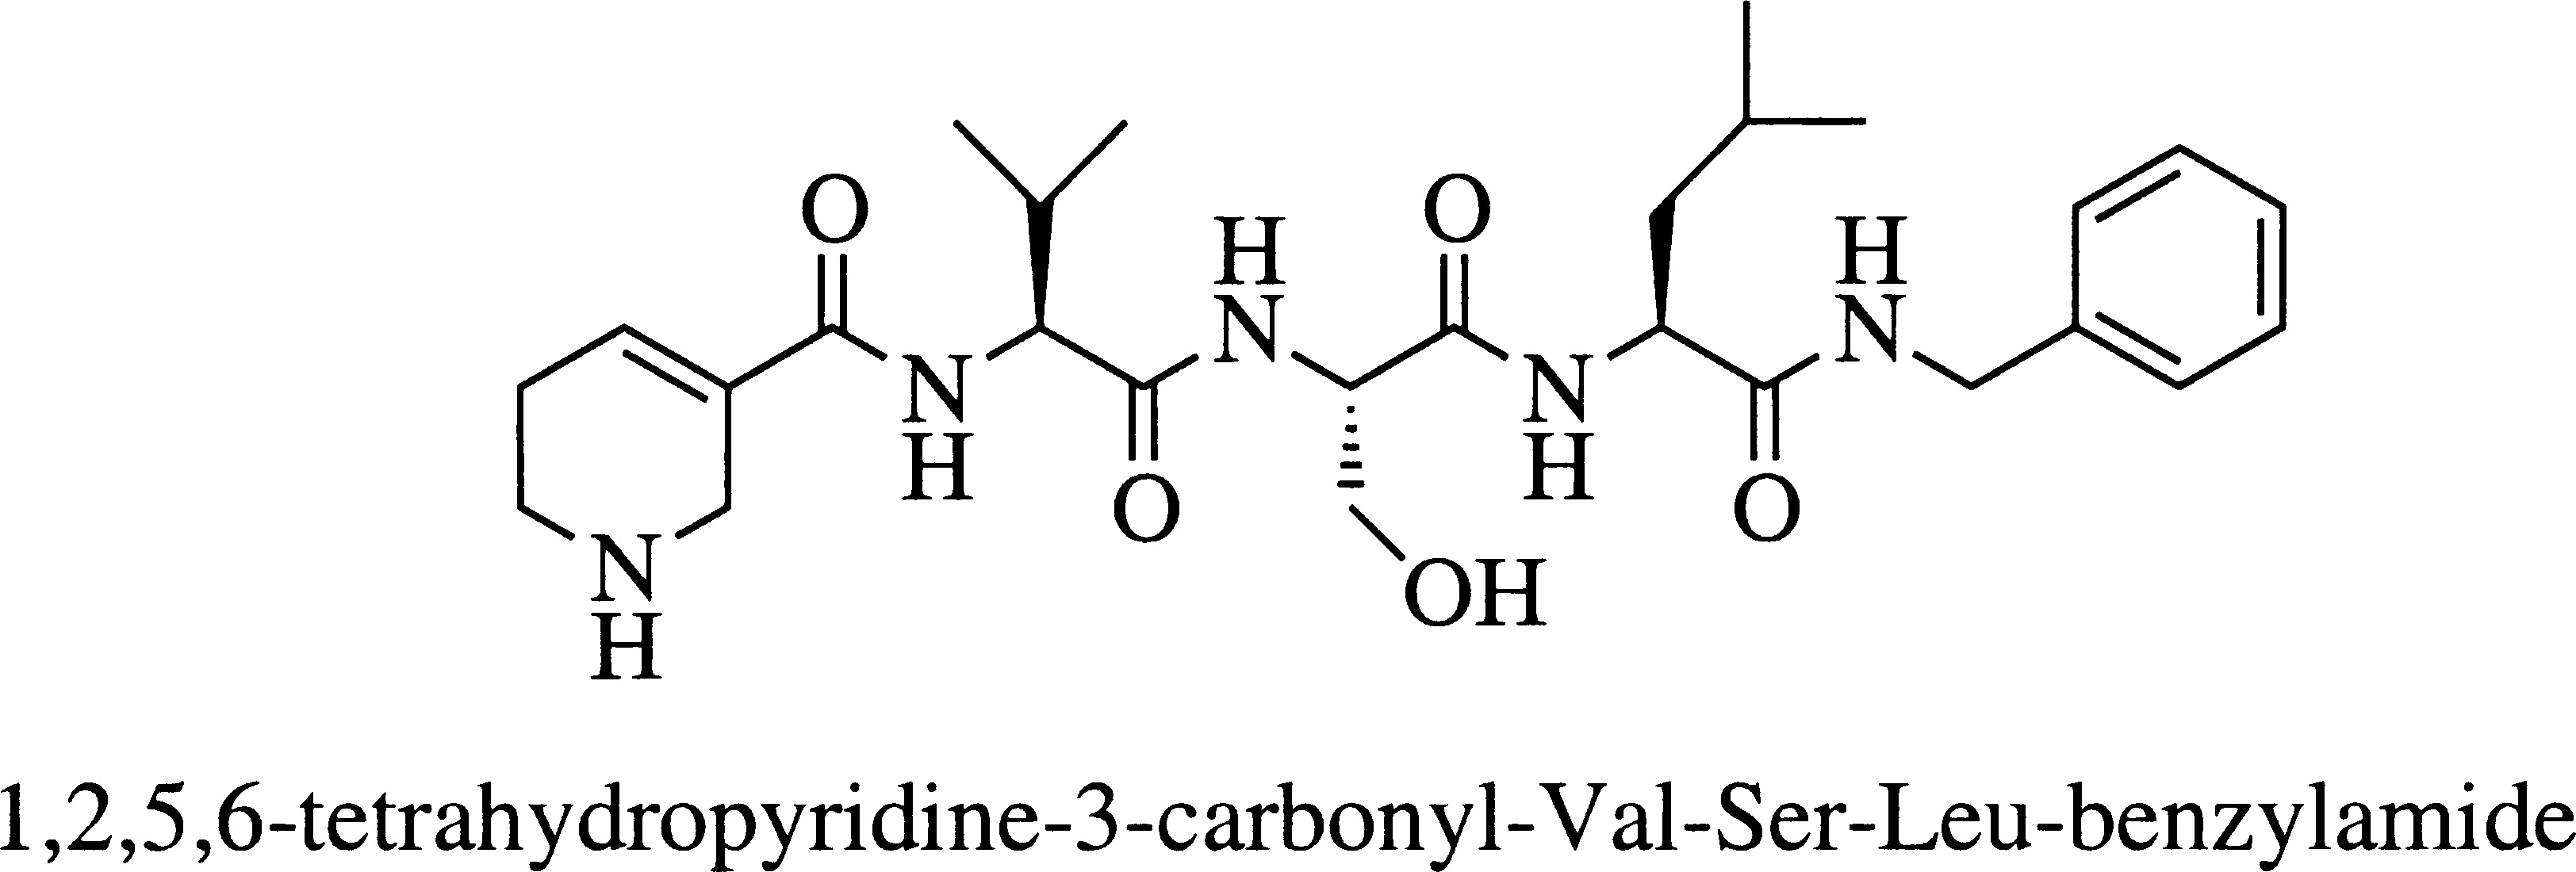 O
H
N
O
H
N
N
H
O
N
H
O
OH
N
H
1,2,5,6-tetrahydropyridine-3-carbonyl-Val-Ser-Leu-benzylamide